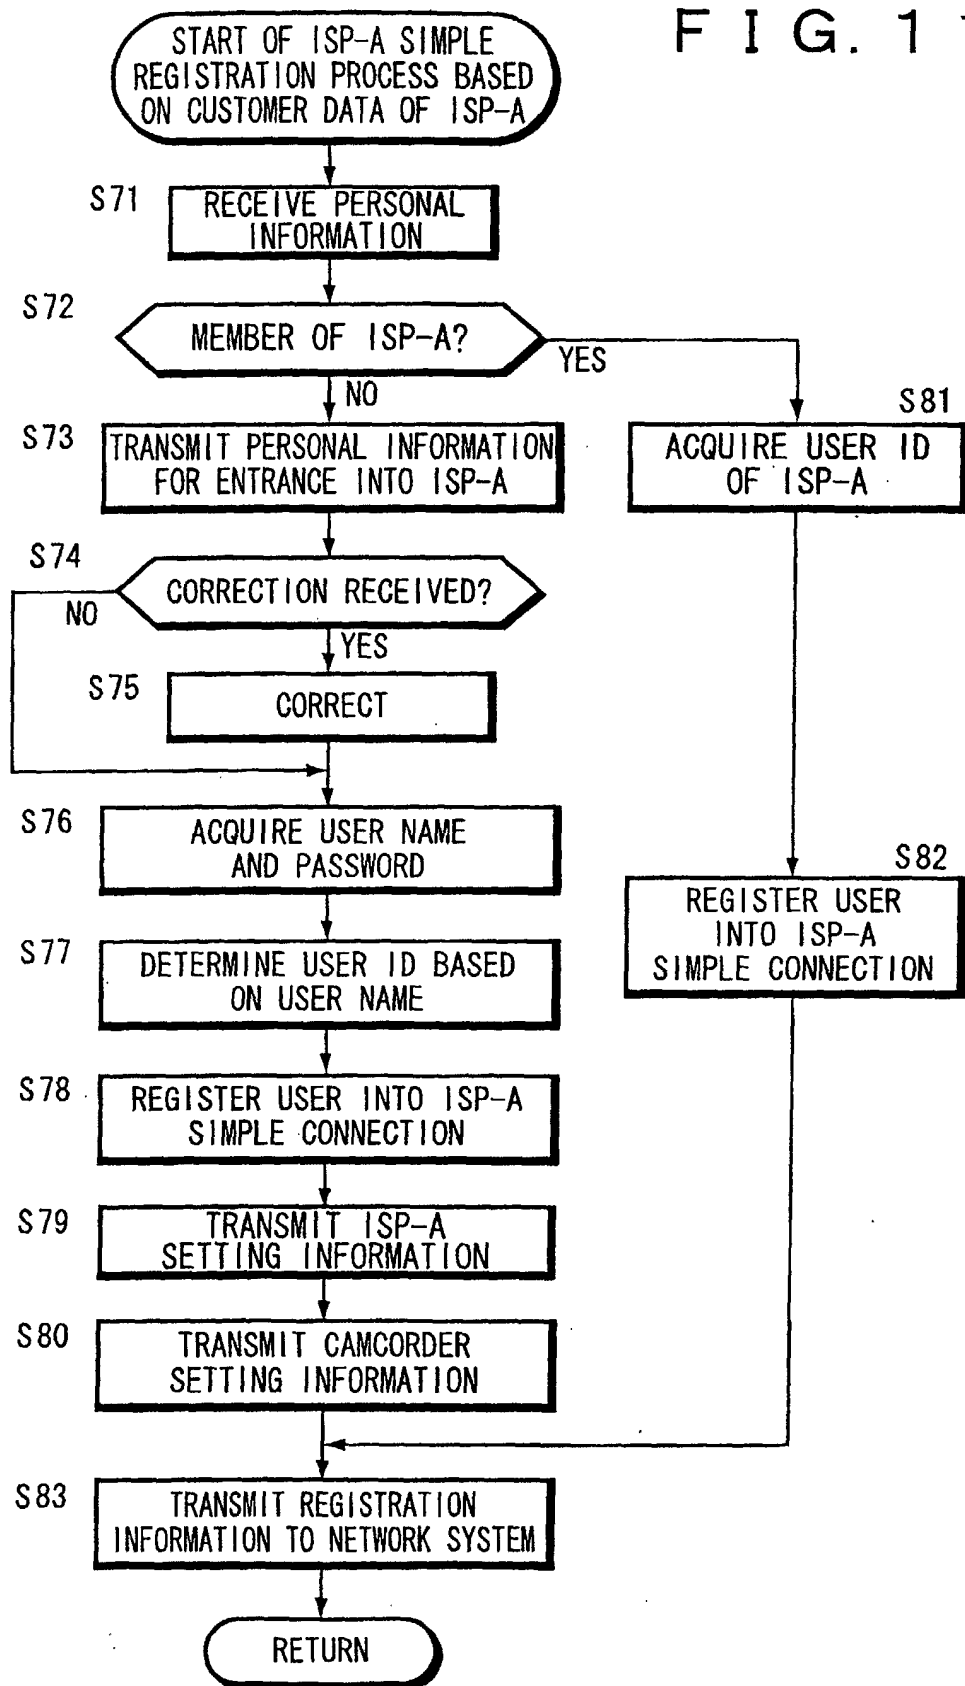 FIG. 1
START OF ISP-A SIMPLE
REGISTRATION PROCESS BASED
ON CUSTOMER DATA OF ISP-A
S71
RECEIVE PERSONAL
INFORMATION
S72
MEMBER OF ISP-A?
YES
NO
S73
TRANSMIT PERSONAL INFORMATION
FOR ENTRANCE INTO ISP-A
S81
ACQUIRE USER ID
OF ISP-A
S74
CORRECTION RECEIVED?
NO
YES
S75
CORRECT
S76
ACQUIRE USER NAME
AND PASSWORD
S82
REGISTER USER
INTO ISP-A
SIMPLE CONNECTION
S77
DETERMINE USER ID BASED
ON USER NAME
S78
REGISTER USER INTO ISP-A
SIMPLE CONNECTION
S79
TRANSMIT ISP-A
SETTING INFORMATION
S80
TRANSMIT CAMCORDER
SETTING INFORMATION
S83
TRANSMIT REGISTRATION
INFORMATION TO NETWORK SYSTEM
RETURN